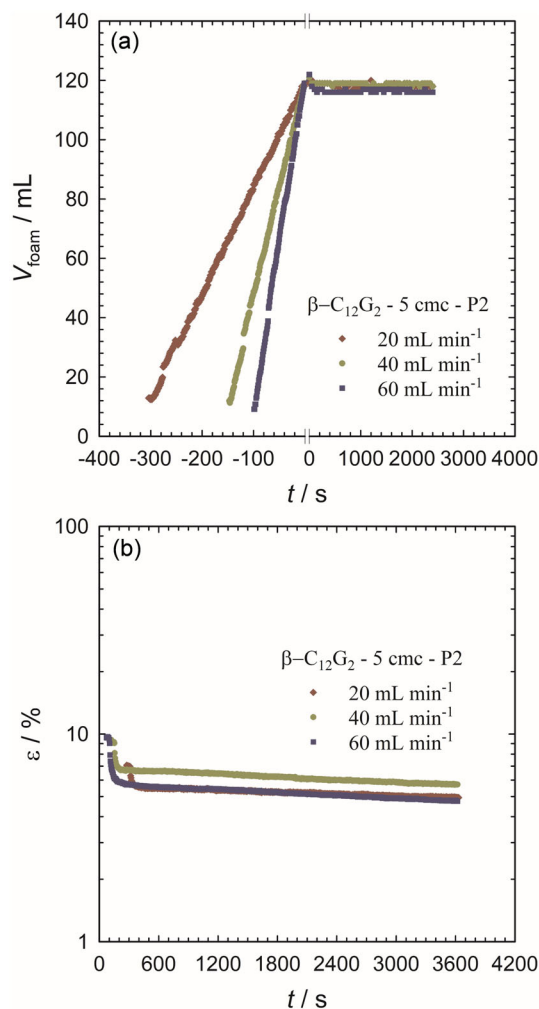 (a)
140
120
100
80
60
40
20
0
V_foam / mL
β–C₁₂G₂ - 5 cmc - P2
20 mL min⁻¹
40 mL min⁻¹
60 mL min⁻¹
-400 -300 -200 -100 0 1000 2000 3000 4000
t / s
(b)
100
10
1
ε / %
β–C₁₂G₂ - 5 cmc - P2
20 mL min⁻¹
40 mL min⁻¹
60 mL min⁻¹
0 600 1200 1800 2400 3000 3600 4200
t / s